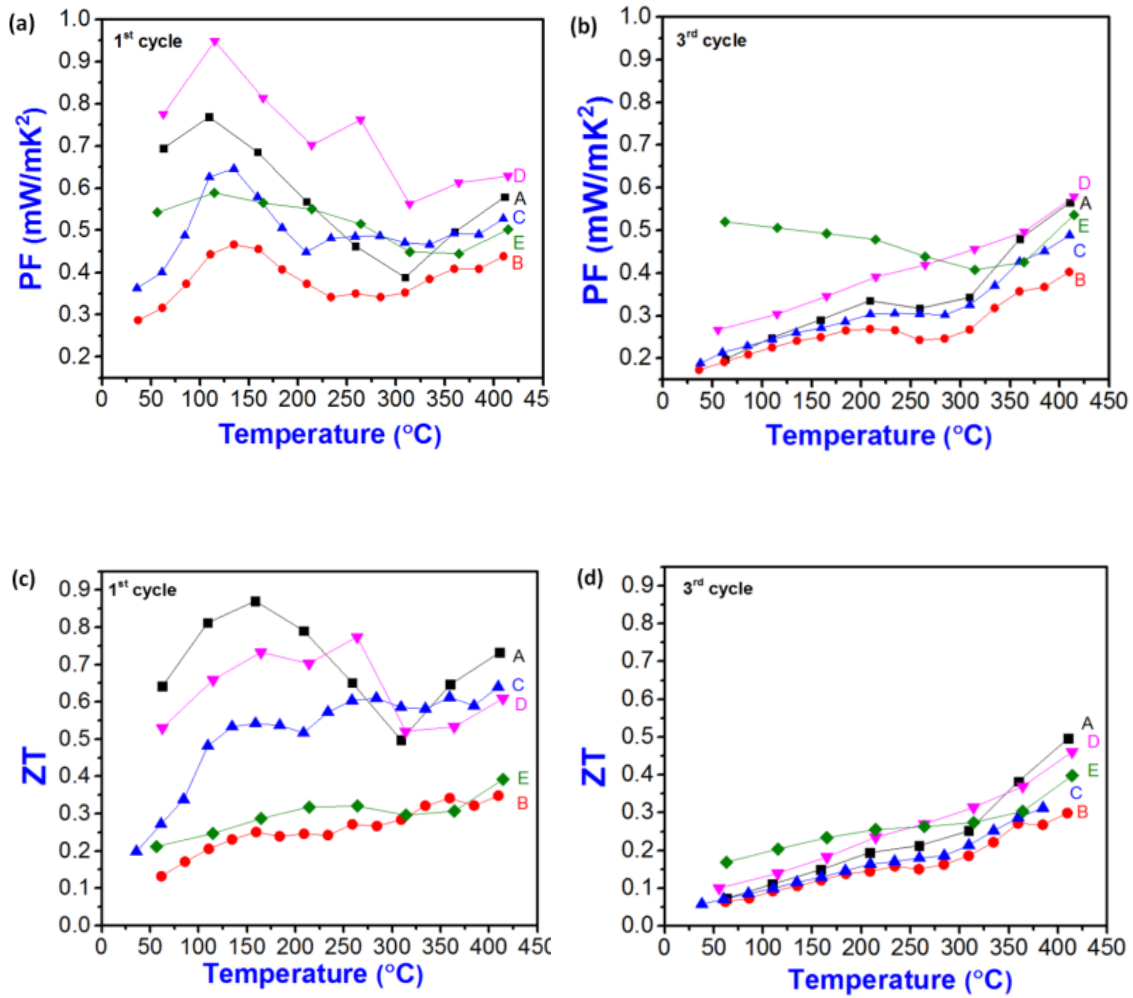 (a)
1st cycle
1.0
0.9
0.8
0.7
0.6
0.5
0.4
0.3
0.2
PF (mW/mK²)
D
A
C
E
B
0 50 100 150 200 250 300 350 400 45
Temperature (°C)
(b)
3rd cycle
1.0
0.9
0.8
0.7
0.6
0.5
0.4
0.3
0.2
PF (mW/mK²)
D
A
E
C
B
0 50 100 150 200 250 300 350 400 450
Temperature (°C)
(c)
1st cycle
0.9
0.8
0.7
0.6
0.5
0.4
0.3
0.2
0.1
0.0
ZT
A
C
D
E
B
0 50 100 150 200 250 300 350 400 450
Temperature (°C)
(d)
3rd cycle
0.9
0.8
0.7
0.6
0.5
0.4
0.3
0.2
0.1
0.0
ZT
A
D
E
C
B
0 50 100 150 200 250 300 350 400 450
Temperature (°C)